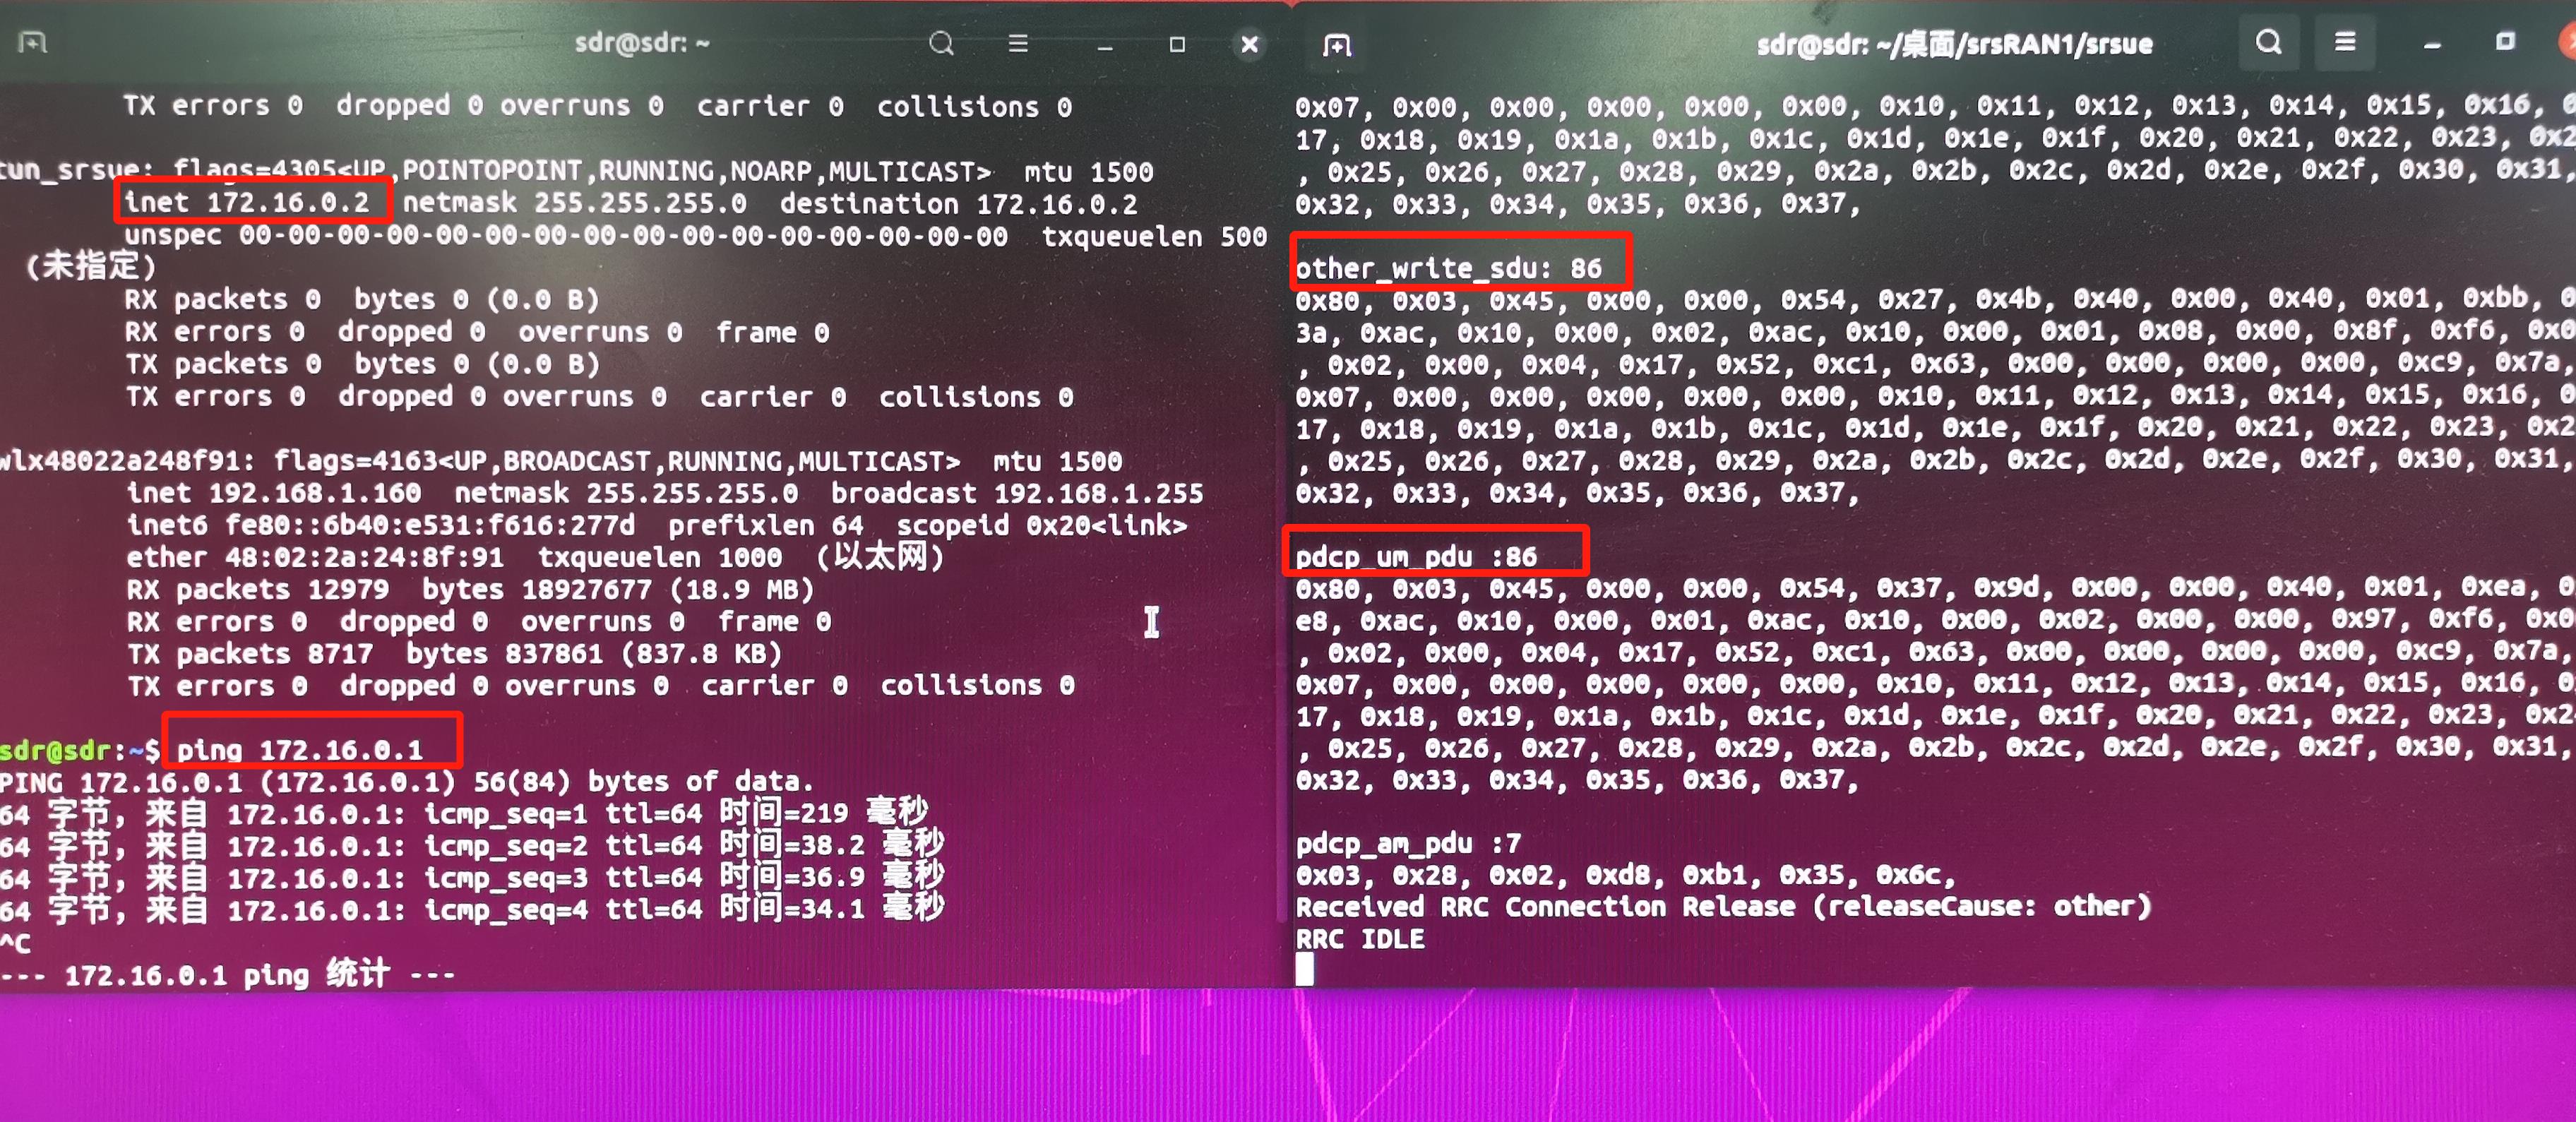 sdr@sdr: ~
TX errors 0 dropped 0 overruns 0 carrier 0 collisions 0
tun_srsue: flags=4305<UP,POINTOPOINT,RUNNING,NOARP,MULTICAST> mtu 1500
inet 172.16.0.2 netmask 255.255.255.0 destination 172.16.0.2
unspec 00-00-00-00-00-00-00-00-00-00-00-00-00-00-00-00 txqueuelen 500
(未指定)
RX packets 0 bytes 0 (0.0 B)
RX errors 0 dropped 0 overruns 0 frame 0
TX packets 0 bytes 0 (0.0 B)
TX errors 0 dropped 0 overruns 0 carrier 0 collisions 0
wlx48022a248f91: flags=4163<UP,BROADCAST,RUNNING,MULTICAST> mtu 1500
inet 192.168.1.160 netmask 255.255.255.0 broadcast 192.168.1.255
inet6 fe80::6b40:e531:f616:277d prefixlen 64 scopeid 0x20<link>
ether 48:02:2a:24:8f:91 txqueuelen 1000 (以太网)
RX packets 12979 bytes 18927677 (18.9 MB)
RX errors 0 dropped 0 overruns 0 frame 0
TX packets 8717 bytes 837861 (837.8 KB)
TX errors 0 dropped 0 overruns 0 carrier 0 collisions 0
sdr@sdr:~$ ping 172.16.0.1
PING 172.16.0.1 (172.16.0.1) 56(84) bytes of data.
64 字节，来自 172.16.0.1: icmp_seq=1 ttl=64 时间=219 毫秒
64 字节，来自 172.16.0.1: icmp_seq=2 ttl=64 时间=38.2 毫秒
64 字节，来自 172.16.0.1: icmp_seq=3 ttl=64 时间=36.9 毫秒
64 字节，来自 172.16.0.1: icmp_seq=4 ttl=64 时间=34.1 毫秒
^C
--- 172.16.0.1 ping 统计 ---
sdr@sdr: ~/桌面/srsRAN1/srsue
0x07, 0x00, 0x00, 0x00, 0x00, 0x00, 0x10, 0x11, 0x12, 0x13, 0x14, 0x15, 0x16,
17, 0x18, 0x19, 0x1a, 0x1b, 0x1c, 0x1d, 0x1e, 0x1f, 0x20, 0x21, 0x22, 0x23,
, 0x25, 0x26, 0x27, 0x28, 0x29, 0x2a, 0x2b, 0x2c, 0x2d, 0x2e, 0x2f, 0x30, 0x31,
0x32, 0x33, 0x34, 0x35, 0x36, 0x37,
other_write_sdu: 86
0x80, 0x03, 0x45, 0x00, 0x00, 0x54, 0x27, 0x4b, 0x40, 0x00, 0x40, 0x01, 0xbb,
3a, 0xac, 0x10, 0x00, 0x02, 0xac, 0x10, 0x00, 0x01, 0x08, 0x00, 0x8f, 0xf6,
, 0x02, 0x00, 0x04, 0x17, 0x52, 0xc1, 0x63, 0x00, 0x00, 0x00, 0x00, 0xc9, 0x7a,
0x07, 0x00, 0x00, 0x00, 0x00, 0x00, 0x10, 0x11, 0x12, 0x13, 0x14, 0x15, 0x16,
17, 0x18, 0x19, 0x1a, 0x1b, 0x1c, 0x1d, 0x1e, 0x1f, 0x20, 0x21, 0x22, 0x23,
, 0x25, 0x26, 0x27, 0x28, 0x29, 0x2a, 0x2b, 0x2c, 0x2d, 0x2e, 0x2f, 0x30, 0x31,
0x32, 0x33, 0x34, 0x35, 0x36, 0x37,
pdcp_um_pdu :86
0x80, 0x03, 0x45, 0x00, 0x00, 0x54, 0x37, 0x9d, 0x00, 0x00, 0x40, 0x01, 0xea,
e8, 0xac, 0x10, 0x00, 0x01, 0xac, 0x10, 0x00, 0x02, 0x00, 0x00, 0x97, 0xf6,
, 0x02, 0x00, 0x04, 0x17, 0x52, 0xc1, 0x63, 0x00, 0x00, 0x00, 0x00, 0xc9, 0x7a,
0x07, 0x00, 0x00, 0x00, 0x00, 0x00, 0x10, 0x11, 0x12, 0x13, 0x14, 0x15, 0x16,
17, 0x18, 0x19, 0x1a, 0x1b, 0x1c, 0x1d, 0x1e, 0x1f, 0x20, 0x21, 0x22, 0x23,
, 0x25, 0x26, 0x27, 0x28, 0x29, 0x2a, 0x2b, 0x2c, 0x2d, 0x2e, 0x2f, 0x30, 0x31,
0x32, 0x33, 0x34, 0x35, 0x36, 0x37,
pdcp_am_pdu :7
0x03, 0x28, 0x02, 0xd8, 0xb1, 0x35, 0x6c,
Received RRC Connection Release (releaseCause: other)
RRC IDLE